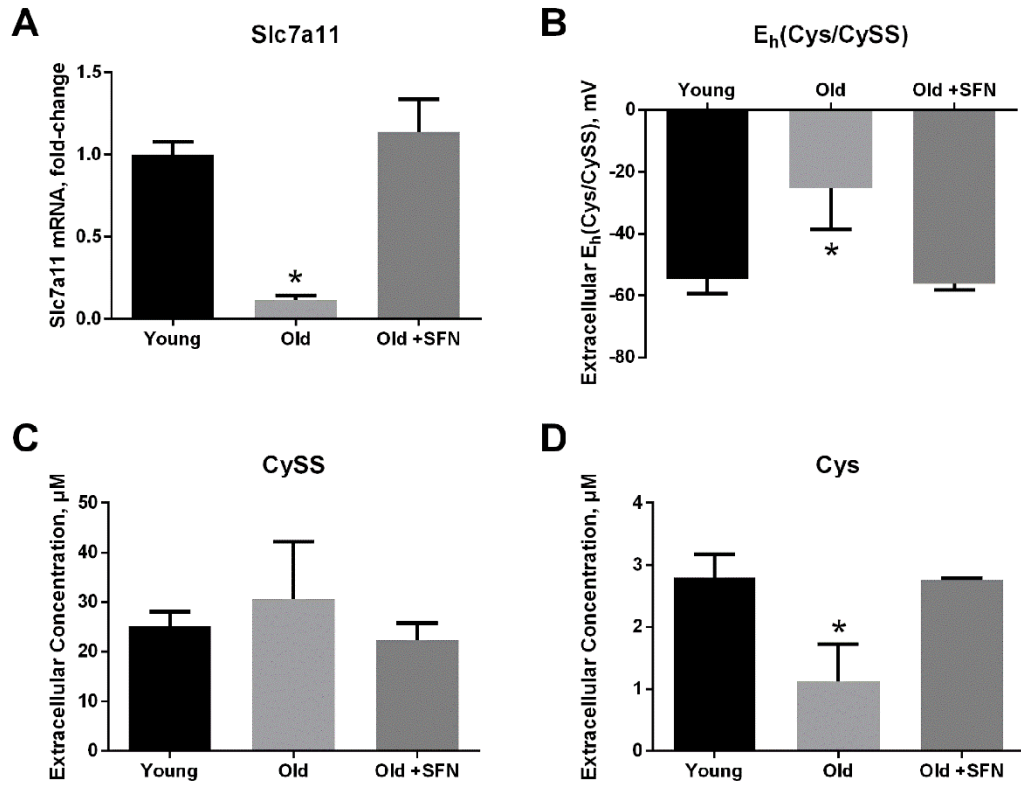 A
Slc7a11
Slc7a11 mRNA, fold-change
1.5
1.0
0.5
0.0
*
Young Old Old +SFN
B
Eh(Cys/CySS)
Extracellular Eh(Cys/CySS), mV
Young Old Old +SFN
0
-20
-40
-60
-80
*
C
CySS
Extracellular Concentration, µM
50
40
30
20
10
0
Young Old Old +SFN
D
Cys
Extracellular Concentration, µM
4
3
2
1
0
*
Young Old Old +SFN